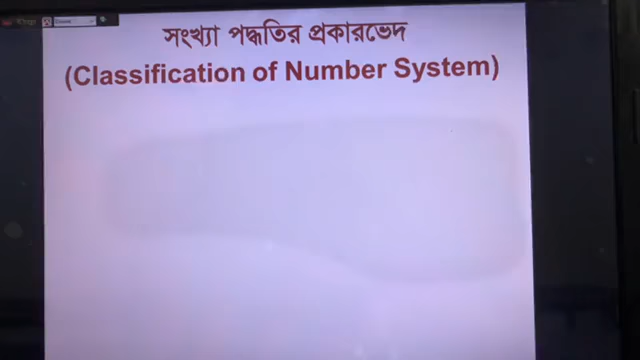 সংখ্যা পদ্ধতির প্রকারভেদ
(Classification of Number System)